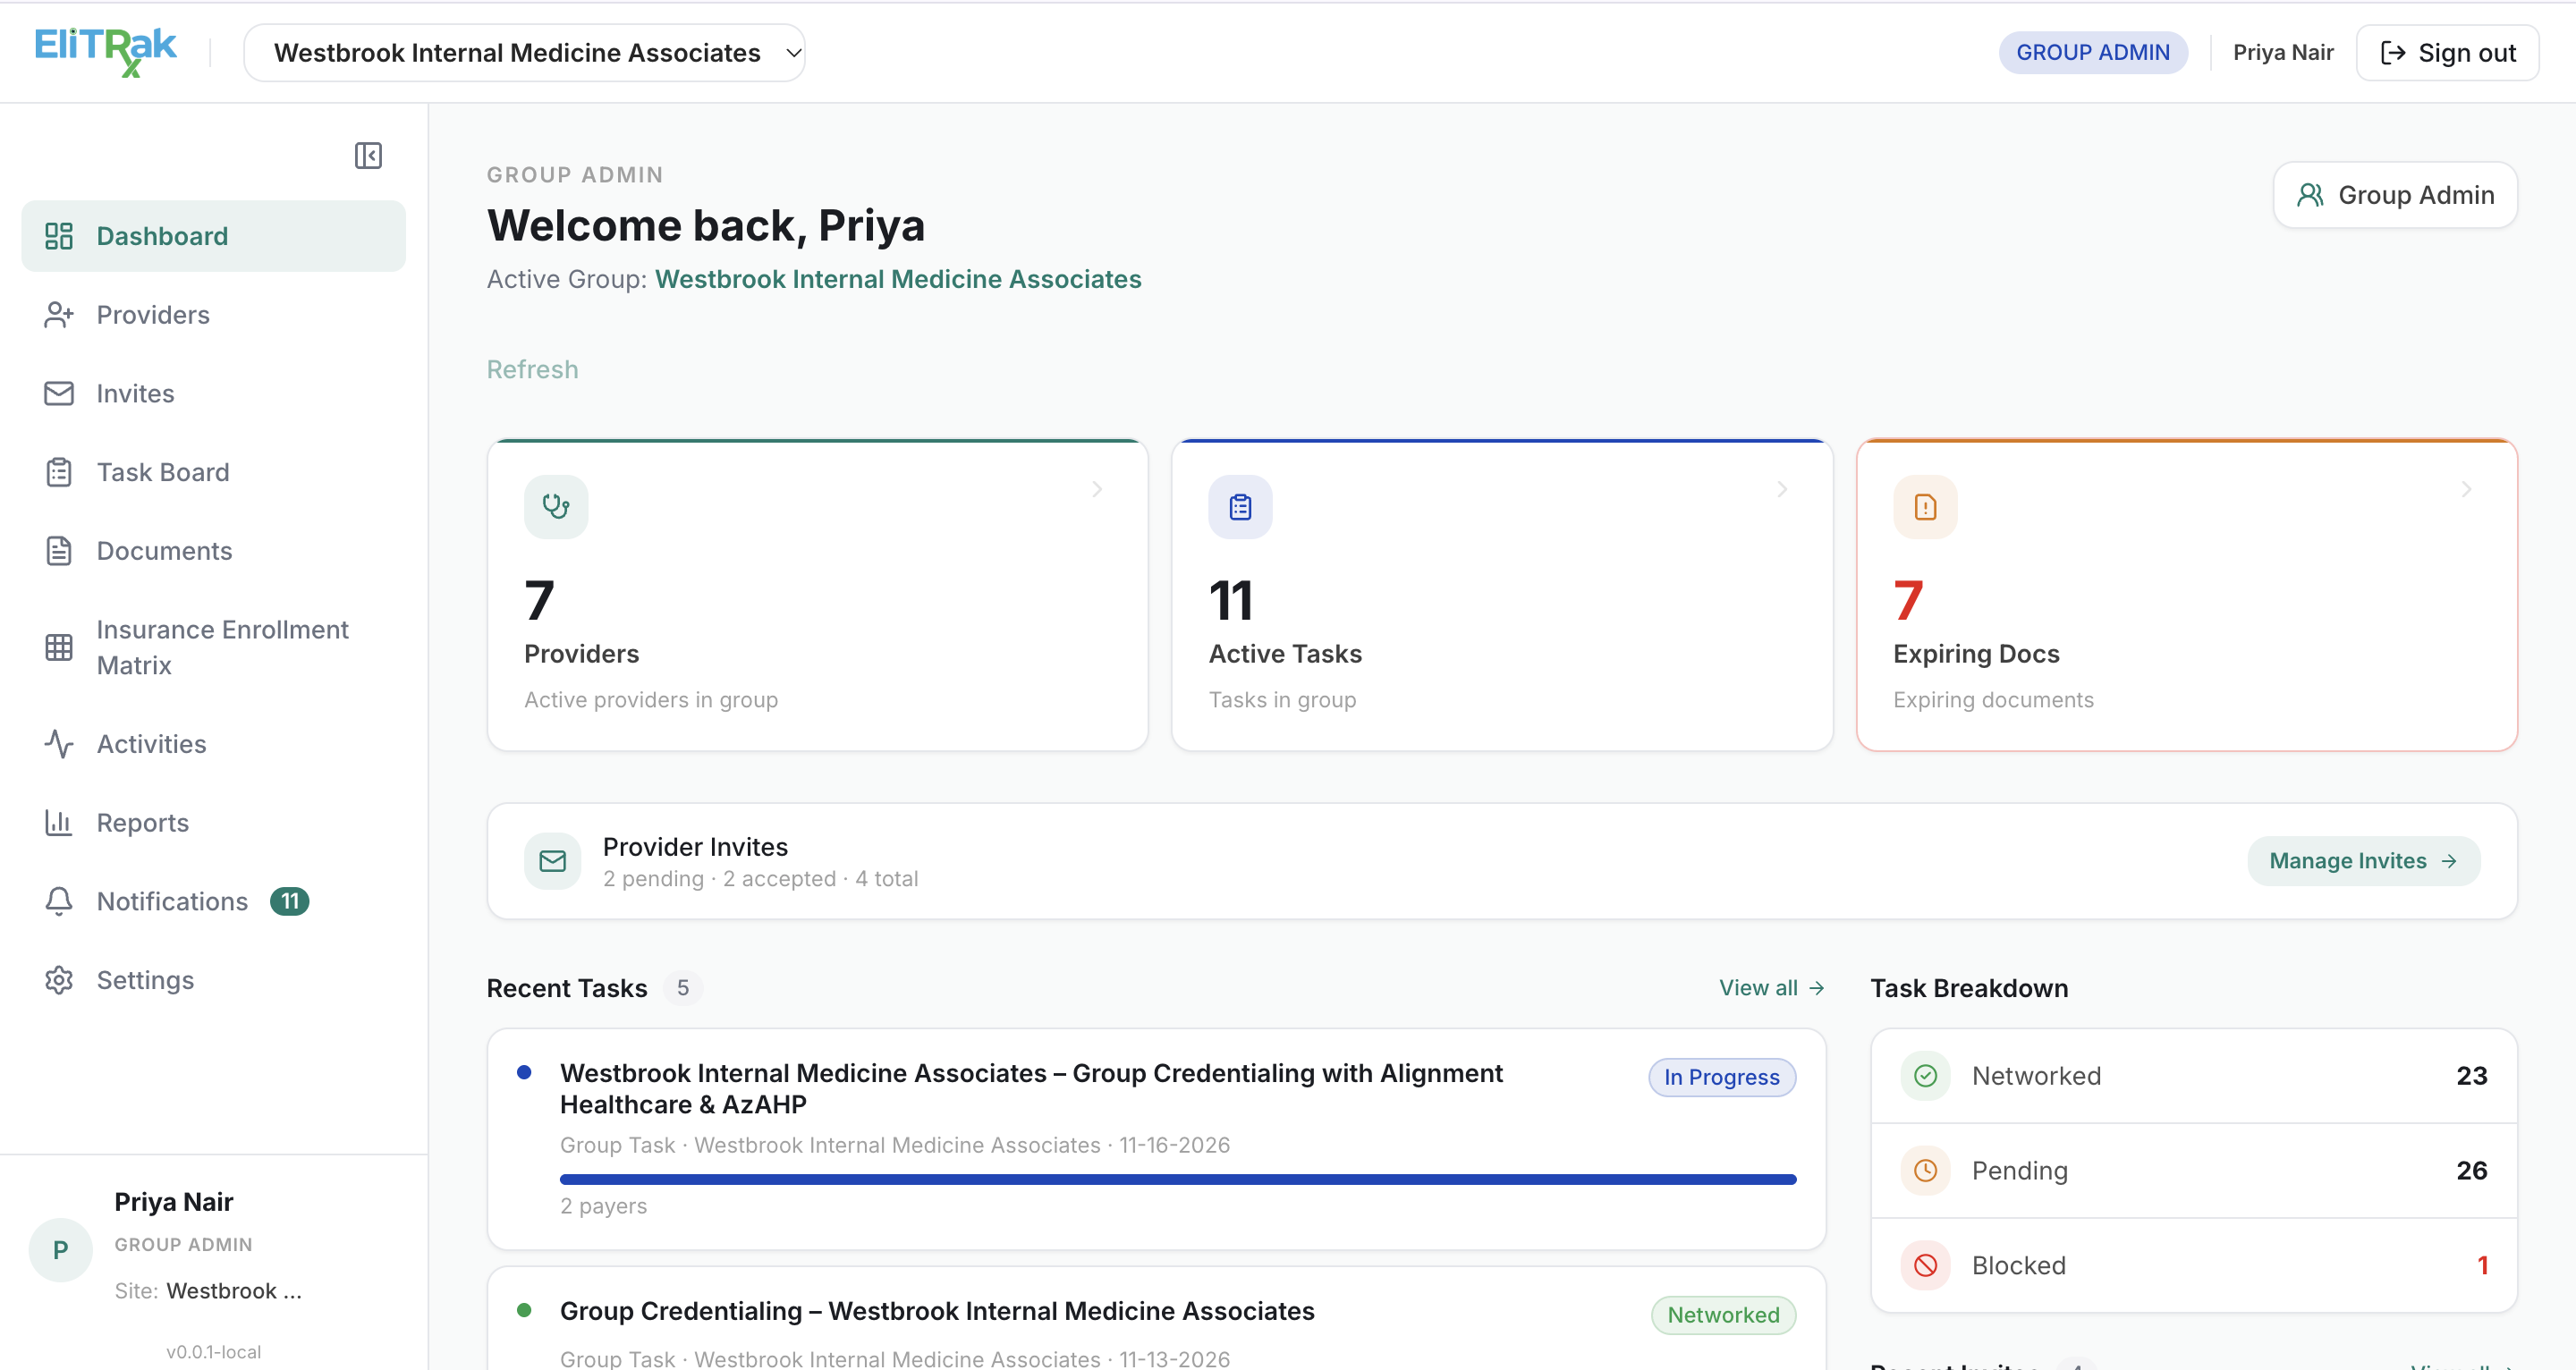 EliTRak
x
Westbrook Internal Medicine Associates
GROUP ADMIN
Priya Nair
Sign out
Dashboard
Providers
Invites
Task Board
Documents
Insurance Enrollment
Matrix
Activities
Reports
Notifications 11
Settings
Priya Nair
GROUP ADMIN
P
Site: Westbrook ...
v0.0.1-local
GROUP ADMIN
Welcome back, Priya
Active Group: Westbrook Internal Medicine Associates
Group Admin
Refresh
7
Providers
Active providers in group
11
Active Tasks
Tasks in group
7
Expiring Docs
Expiring documents
Provider Invites
2 pending · 2 accepted · 4 total
Manage Invites →
Recent Tasks 5
View all →
Westbrook Internal Medicine Associates – Group Credentialing with Alignment
Healthcare & AzAHP
In Progress
Group Task · Westbrook Internal Medicine Associates · 11-16-2026
2 payers
Group Credentialing – Westbrook Internal Medicine Associates
Networked
Group Task · Westbrook Internal Medicine Associates · 11-13-2026
Task Breakdown
Networked 23
Pending 26
Blocked 1
Recent Invites 4
View all